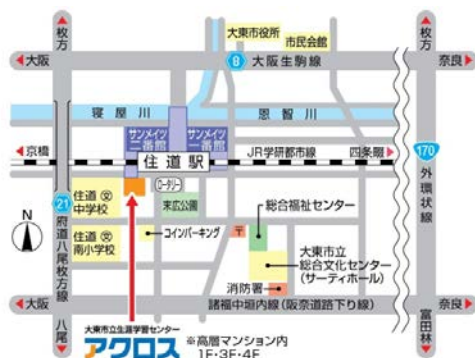 枚方
枚方
大東市役所
市民会館
大阪
8
大阪生駒線
奈良
寝屋川
恩智川
サンメイツ
二番館
サンメイツ
一番館
京橋
住道駅
JR学研都市線
四条畷
170
外環状線
21
府道八尾枚方線
住道 文
中学校
ロータリー
末広公園
総合福祉センター
N
住道 文
南小学校
コインパーキング
〒
大東市立
総合文化センター
(サーティホール)
消防署
大阪
諸福中垣内線(阪奈道路下り線)
奈良
八尾
富田林
大東市立生涯学習センター
アクロス
※高層マンション内
1F・3F・4F